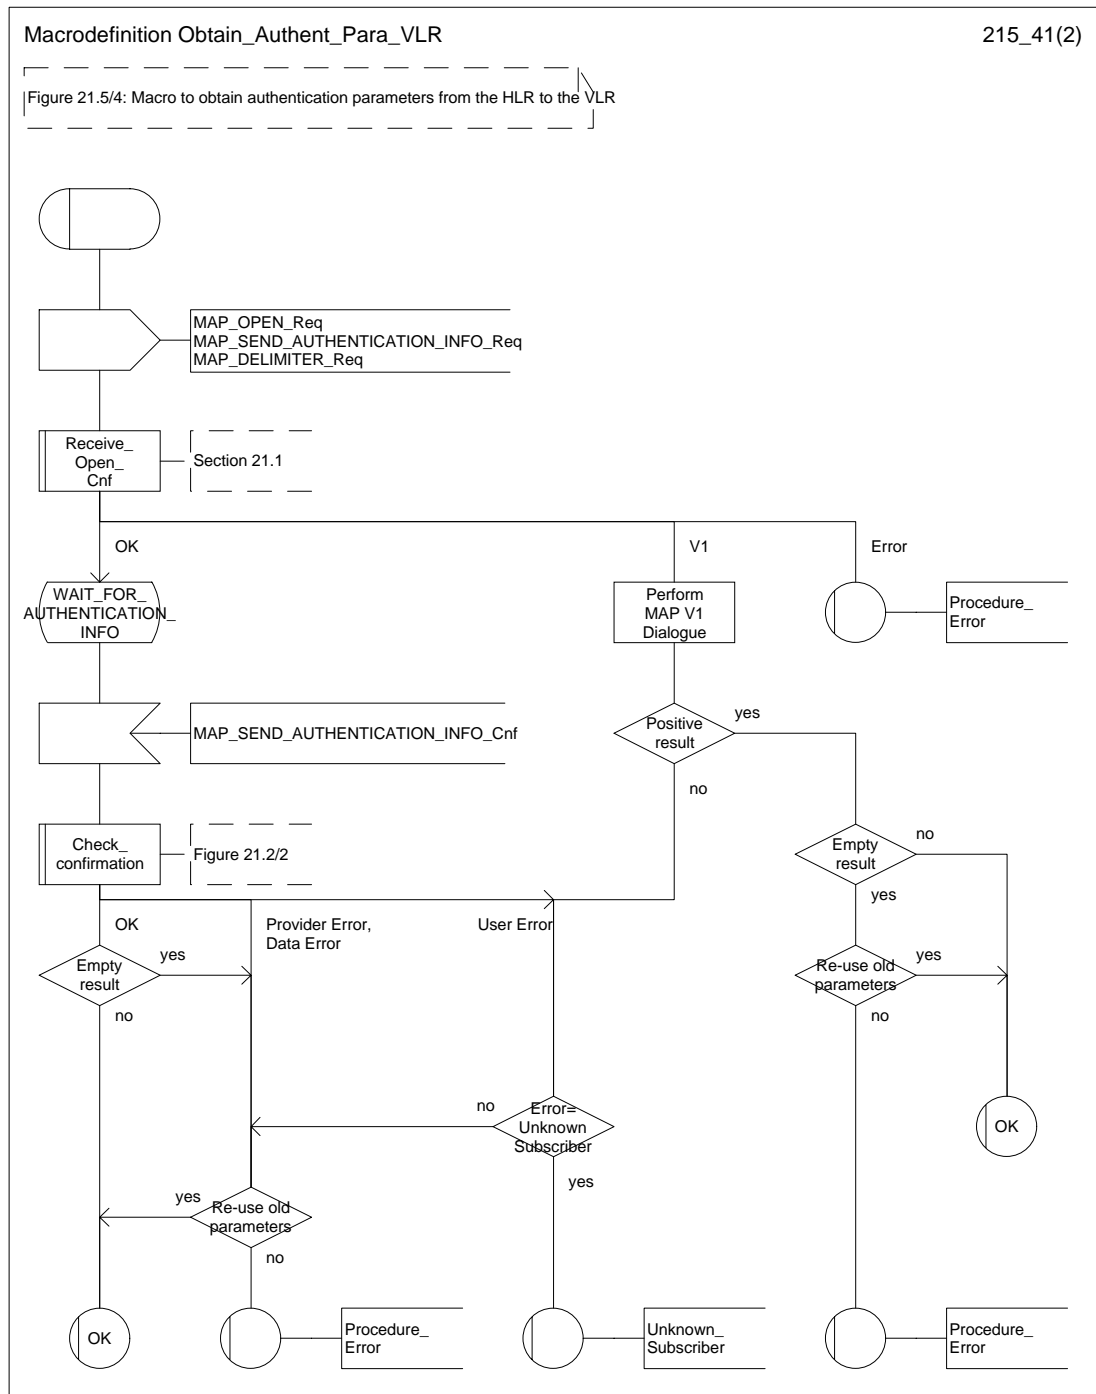 Macrodefinition Obtain_Authent_Para_VLR
215_41(2)
Figure 21.5/4: Macro to obtain authentication parameters from the HLR to the VLR
MAP_OPEN_Req
MAP_SEND_AUTHENTICATION_INFO_Req
MAP_DELIMITER_Req
Receive_
Open_
Cnf
Section 21.1
OK
V1
Error
WAIT_FOR_
AUTHENTICATION_
INFO
Perform
MAP V1
Dialogue
Procedure_
Error
MAP_SEND_AUTHENTICATION_INFO_Cnf
Positive
result
yes
no
Check_
confirmation
Figure 21.2/2
Empty
result
no
yes
OK
Provider Error,
Data Error
User Error
Empty
result
yes
no
Re-use old
parameters
yes
no
Error=
Unknown
Subscriber
no
yes
OK
Re-use old
parameters
yes
no
OK
Procedure_
Error
Unknown_
Subscriber
Procedure_
Error